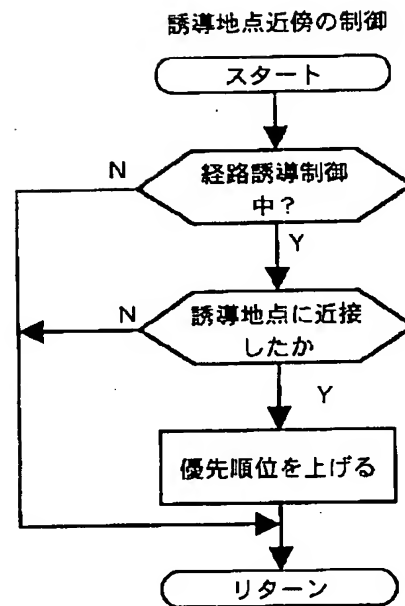 誘導地点近傍の制御
スタート
N
経路誘導制御
中？
Y
N
誘導地点に近接
したか
Y
優先順位を上げる
リターン